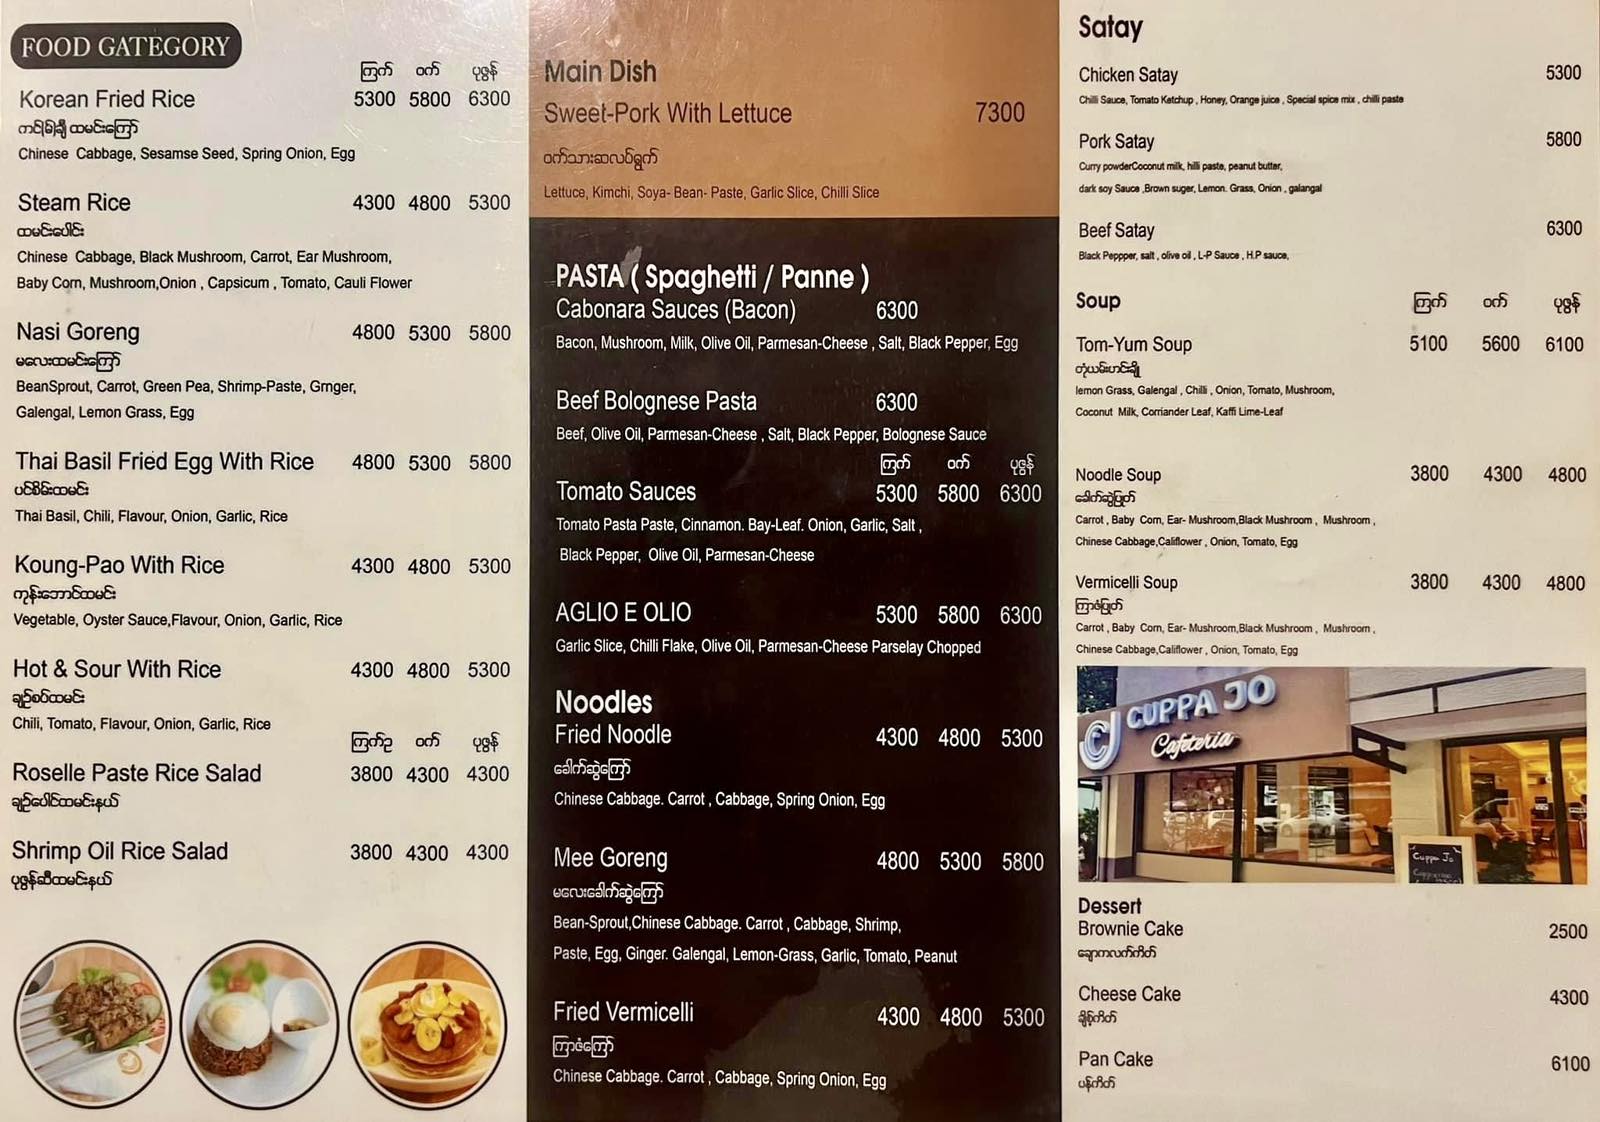 FOOD GATEGORY
ကြက် ဝက် ပုဇွန်
Korean Fried Rice 5300 5800 6300
ကင်(မ်)ချီ ထမင်းကြော်
Chinese Cabbage, Sesamse Seed, Spring Onion, Egg
Steam Rice 4300 4800 5300
ထမင်းပေါင်း
Chinese Cabbage, Black Mushroom, Carrot, Ear Mushroom,
Baby Corn, Mushroom,Onion , Capsicum , Tomato, Cauli Flower
Nasi Goreng 4800 5300 5800
မလေးထမင်းကြော်
BeanSprout, Carrot, Green Pea, Shrimp-Paste, Grnger,
Galengal, Lemon Grass, Egg
Thai Basil Fried Egg With Rice 4800 5300 5800
ပင်စိမ်းထမင်း
Thai Basil, Chili, Flavour, Onion, Garlic, Rice
Koung-Pao With Rice 4300 4800 5300
ကုန်းဘောင်ထမင်း
Vegetable, Oyster Sauce,Flavour, Onion, Garlic, Rice
Hot & Sour With Rice 4300 4800 5300
ချဉ်စပ်ထမင်း
Chili, Tomato, Flavour, Onion, Garlic, Rice
ကြက်ဥ ဝက် ပုဇွန်
Roselle Paste Rice Salad 3800 4300 4300
ချဉ်ပေါင်ထမင်းနယ်
Shrimp Oil Rice Salad 3800 4300 4300
ပုဇွန်ဆီထမင်းနယ်
Main Dish
Sweet-Pork With Lettuce 7300
ဝက်သားဆလပ်ရွက်
Lettuce, Kimchi, Soya- Bean- Paste, Garlic Slice, Chilli Slice
PASTA ( Spaghetti / Panne )
Cabonara Sauces (Bacon) 6300
Bacon, Mushroom, Milk, Olive Oil, Parmesan-Cheese , Salt, Black Pepper, Egg
Beef Bolognese Pasta 6300
Beef, Olive Oil, Parmesan-Cheese , Salt, Black Pepper, Bolognese Sauce
ကြက် ဝက် ပုဇွန်
Tomato Sauces 5300 5800 6300
Tomato Pasta Paste, Cinnamon. Bay-Leaf. Onion, Garlic, Salt ,
Black Pepper, Olive Oil, Parmesan-Cheese
AGLIO E OLIO 5300 5800 6300
Garlic Slice, Chilli Flake, Olive Oil, Parmesan-Cheese Parselay Chopped
Noodles
Fried Noodle 4300 4800 5300
ခေါက်ဆွဲကြော်
Chinese Cabbage. Carrot , Cabbage, Spring Onion, Egg
Mee Goreng 4800 5300 5800
မလေးခေါက်ဆွဲကြော်
Bean-Sprout,Chinese Cabbage. Carrot , Cabbage, Shrimp,
Paste, Egg, Ginger. Galengal, Lemon-Grass, Garlic, Tomato, Peanut
Fried Vermicelli 4300 4800 5300
ကြာဇံကြော်
Chinese Cabbage. Carrot , Cabbage, Spring Onion, Egg
Satay
Chicken Satay 5300
Chilli Sauce, Tomato Ketchup , Honey, Orange juice , Special spice mix , chilli paste
Pork Satay 5800
Curry powderCoconut milk, hilli paste, peanut butter,
dark soy Sauce ,Brown suger, Lemon. Grass, Onion , galangal
Beef Satay 6300
Black Peppper, salt , olive oil , L-P Sauce , H.P sauce,
Soup ကြက် ဝက် ပုဇွန်
Tom-Yum Soup 5100 5600 6100
တုံယမ်းဟင်းချို
lemon Grass, Galengal , Chilli , Onion, Tomato, Mushroom,
Coconut Milk, Corriander Leaf, Kaffi Lime-Leaf
Noodle Soup 3800 4300 4800
ခေါက်ဆွဲပြုတ်
Carrot , Baby Corn, Ear- Mushroom,Black Mushroom , Mushroom ,
Chinese Cabbage,Califlower , Onion, Tomato, Egg
Vermicelli Soup 3800 4300 4800
ကြာဇံပြုတ်
Carrot , Baby Corn, Ear- Mushroom,Black Mushroom , Mushroom ,
Chinese Cabbage,Califlower , Onion, Tomato, Egg
CJ CUPPA JO
Cafeteria
Cuppa Jo
Dessert
Brownie Cake 2500
ချောကလက်ကိတ်
Cheese Cake 4300
ချိစ့်ကိတ်
Pan Cake 6100
ပန်ကိတ်